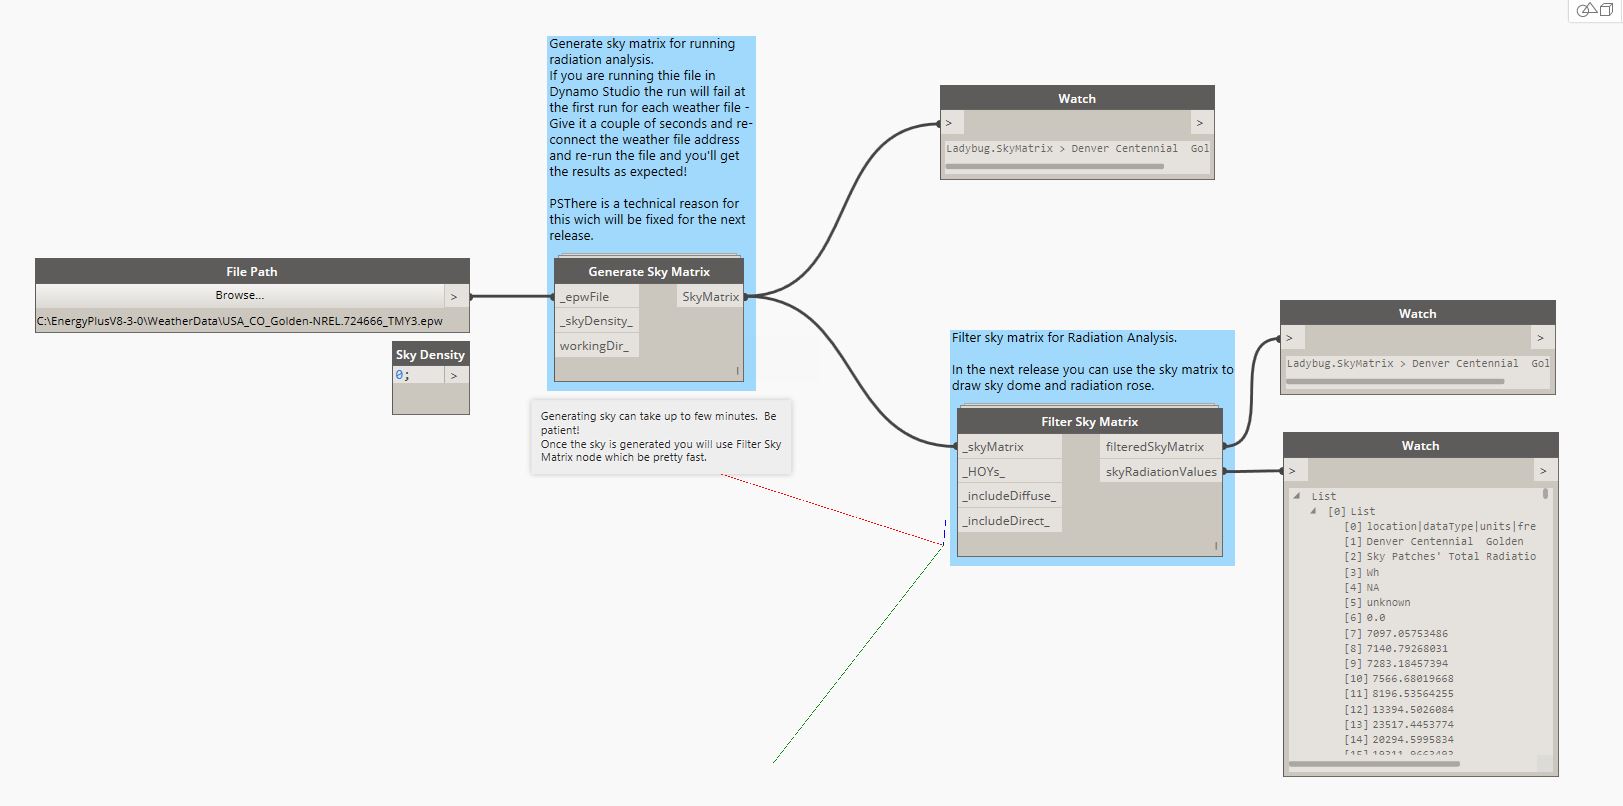 Generate sky matrix for running
radiation analysis.
If you are running thie file in
Dynamo Studio the run will fail at
the first run for each weather file -
Give it a couple of seconds and re-
connect the weather file address
and re-run the file and you'll get
the results as expected!
PSThere is a technical reason for
this wich will be fixed for the next
release.
Watch
>
>
Ladybug.SkyMatrix > Denver Centennial  Gol
File Path
Browse...
>
C:\EnergyPlusV8-3-0\WeatherData\USA_CO_Golden-NREL.724666_TMY3.epw
Sky Density
0;
>
Generate Sky Matrix
_epwFile
SkyMatrix
_skyDensity_
workingDir_
|
Generating sky can take up to few minutes.  Be
patient!
Once the sky is generated you will use Filter Sky
Matrix node which be pretty fast.
Filter sky matrix for Radiation Analysis.
In the next release you can use the sky matrix to
draw sky dome and radiation rose.
Filter Sky Matrix
_skyMatrix
filteredSkyMatrix
_HOYs_
skyRadiationValues
_includeDiffuse_
_includeDirect_
|
Watch
>
>
Ladybug.SkyMatrix > Denver Centennial  Gol
Watch
>
>
List
[0] List
[0] location|dataType|units|fre
[1] Denver Centennial  Golden
[2] Sky Patches' Total Radiatio
[3] Wh
[4] NA
[5] unknown
[6] 0.0
[7] 7097.05753486
[8] 7140.79268031
[9] 7283.18457394
[10] 7566.68019668
[11] 8196.53564255
[12] 13394.5026084
[13] 23517.4453774
[14] 20294.5995834